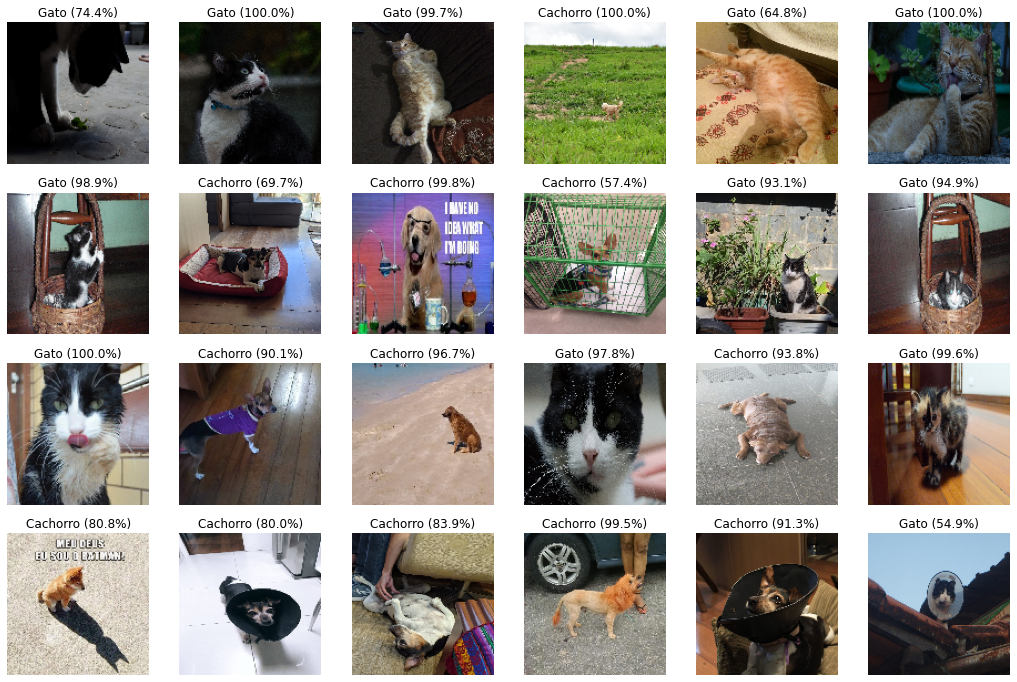 Gato (74.4%)
Gato (100.0%)
Gato (99.7%)
Cachorro (100.0%)
Gato (64.8%)
Gato (100.0%)
Gato (98.9%)
Cachorro (69.7%)
Cachorro (99.8%)
I HAVE NO
IDEA WHAT
I'M DOING
Cachorro (57.4%)
Gato (93.1%)
Gato (94.9%)
Gato (100.0%)
Cachorro (90.1%)
Cachorro (96.7%)
Gato (97.8%)
Cachorro (93.8%)
Gato (99.6%)
Cachorro (80.8%)
MEU DEUS
EU SOU O BATMAN!
Cachorro (80.0%)
Cachorro (83.9%)
Cachorro (99.5%)
Cachorro (91.3%)
Gato (54.9%)